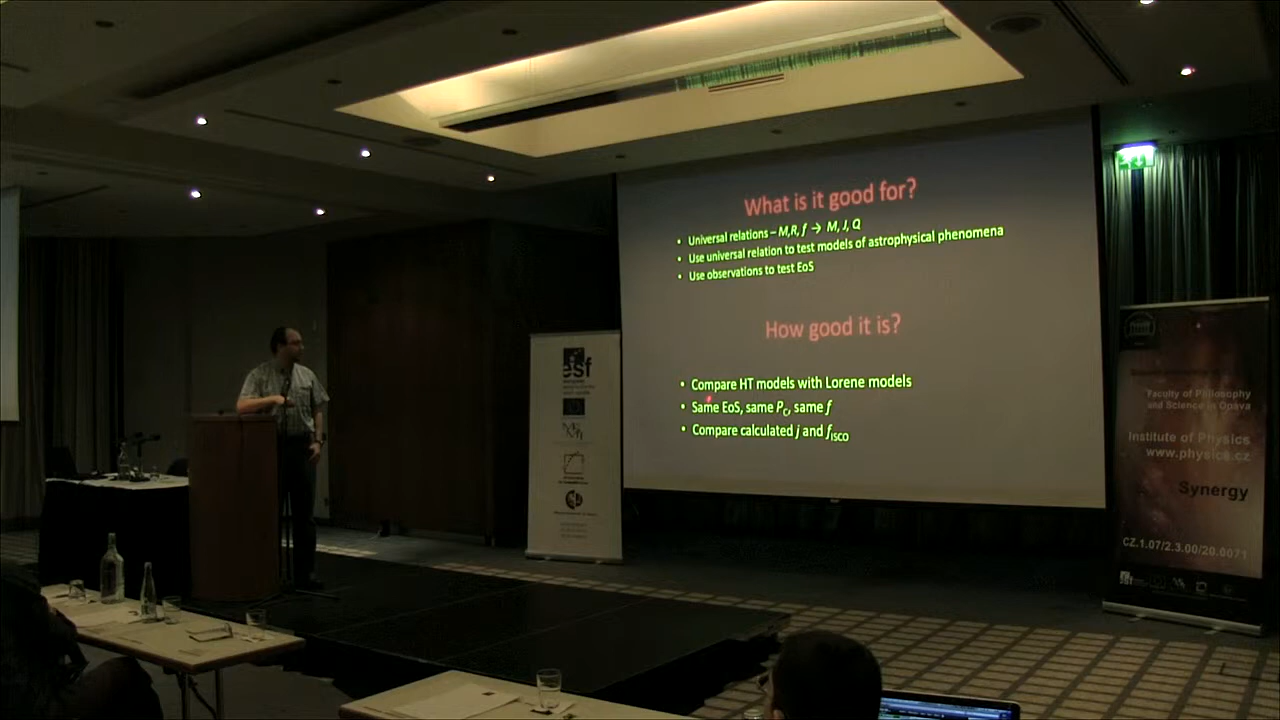 What is it good for?
• Universal relations – M,R, f → M, J, Q
• Use universal relation to test models of astrophysical phenomena
• Use observations to test EoS
How good it is?
• Compare HT models with Lorene models
• Same EoS, same Pc, same f
• Compare calculated j and fISCO
esf
Faculty of Philosophy
and Science in Opava
Institute of Physics
www.physics.cz
Synergy
CZ.1.07/2.3.00/20.0071
esf